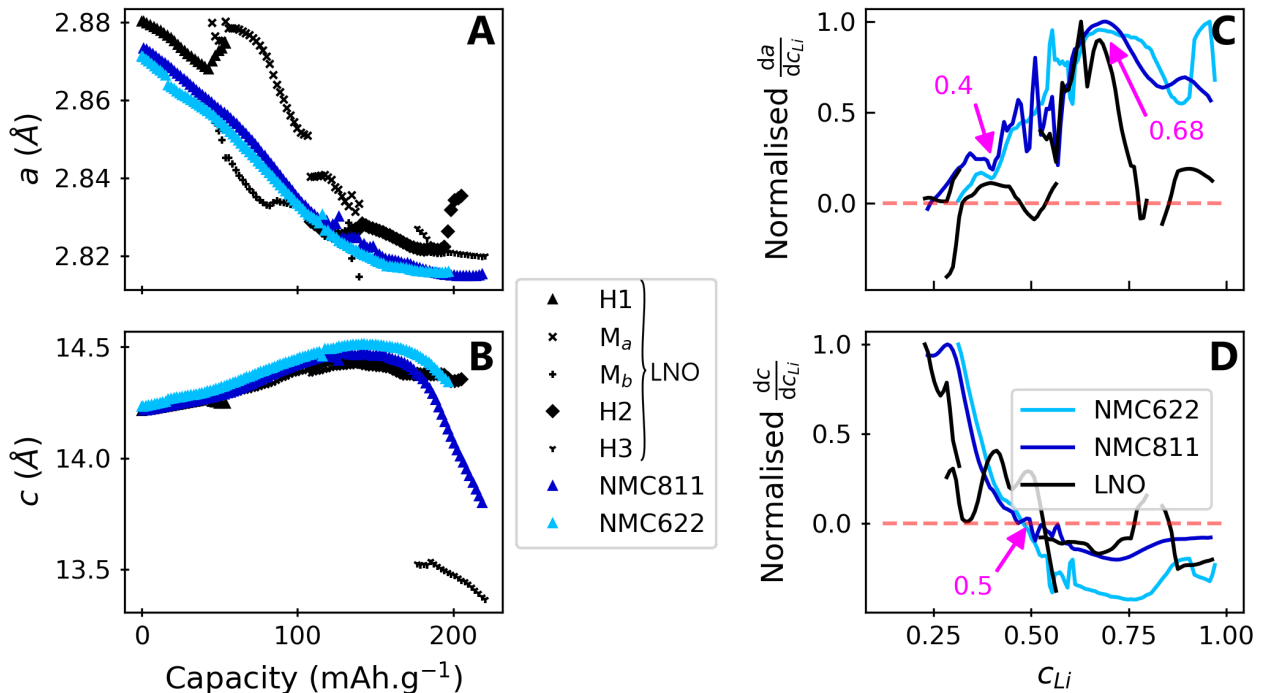 A
2.88
2.86
2.84
2.82
a (Å)
B
14.5
14.0
13.5
c (Å)
0
100
200
Capacity (mAh.g⁻¹)
H1
Mₐ
M_b
H2
H3
LNO
NMC811
NMC622
C
1.0
0.5
0.0
Normalised da/dc_Li
0.4
0.68
D
1.0
0.5
0.0
Normalised dc/dc_Li
NMC622
NMC811
LNO
0.5
0.25
0.50
0.75
1.00
c_Li